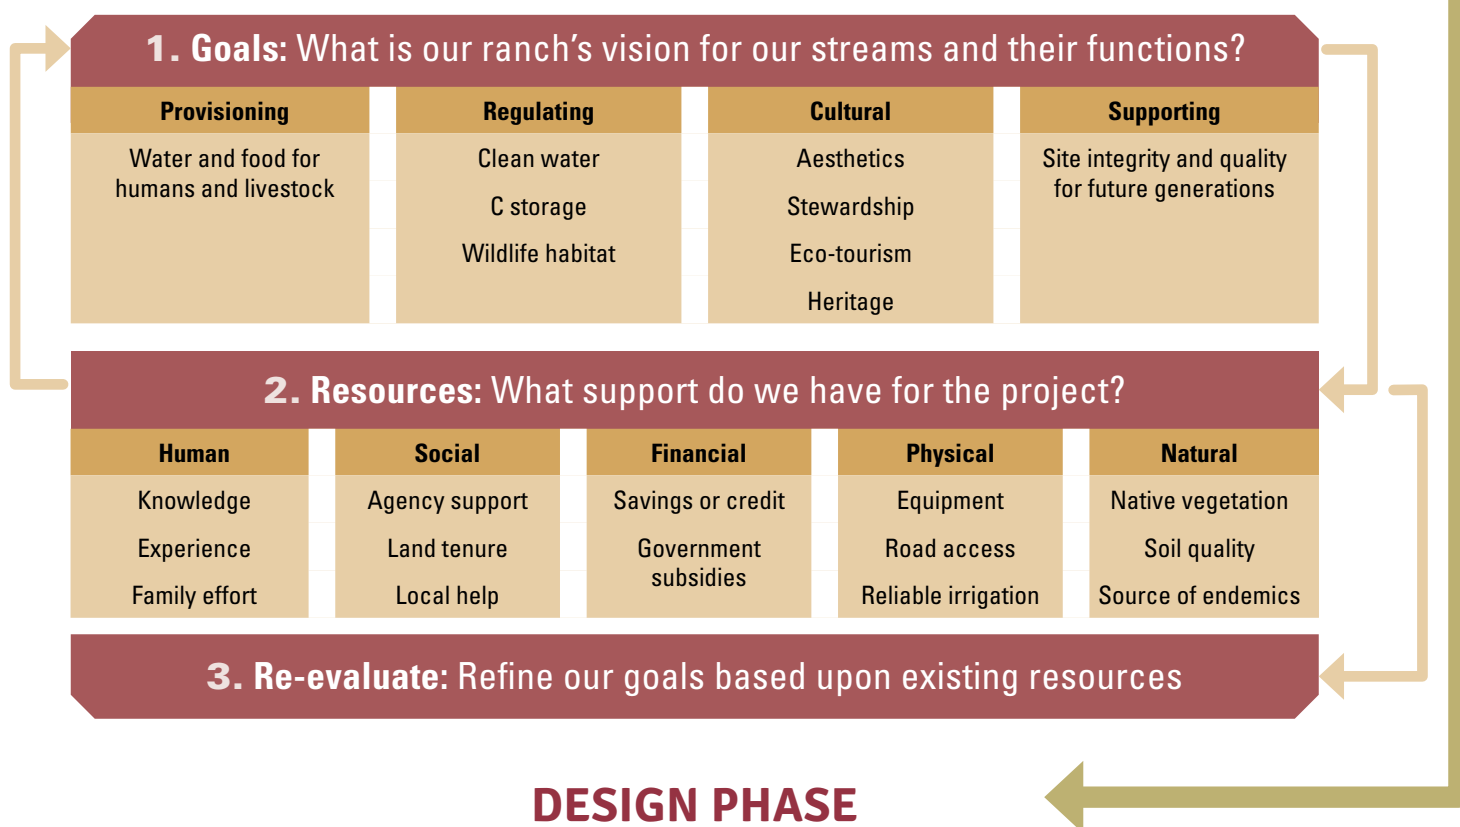 1. Goals: What is our ranch’s vision for our streams and their functions?
Provisioning
Water and food for
humans and livestock
Regulating
Clean water
C storage
Wildlife habitat
Cultural
Aesthetics
Stewardship
Eco-tourism
Heritage
Supporting
Site integrity and quality
for future generations
2. Resources: What support do we have for the project?
Human
Knowledge
Experience
Family effort
Social
Agency support
Land tenure
Local help
Financial
Savings or credit
Government
subsidies
Physical
Equipment
Road access
Reliable irrigation
Natural
Native vegetation
Soil quality
Source of endemics
3. Re-evaluate: Refine our goals based upon existing resources
DESIGN PHASE